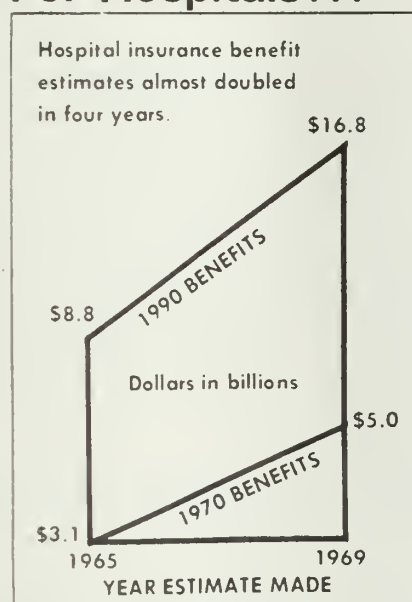 Hospital insurance benefit
estimates almost doubled
in four years.
$16.8
1990 BENEFITS
$8.8
Dollars in billions
$5.0
1970 BENEFITS
$3.1
1965
1969
YEAR ESTIMATE MADE